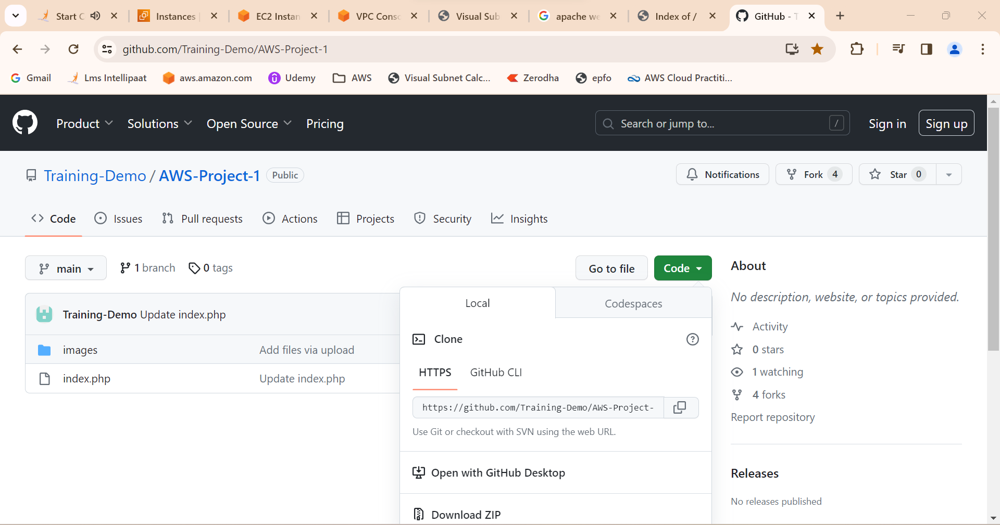 Start C
Instances
EC2 Instan
VPC Consc
Visual Sub
apache we
Index of /
GitHub - T
github.com/Training-Demo/AWS-Project-1
Gmail
Lms Intellipaat
aws.amazon.com
Udemy
AWS
Visual Subnet Calc...
Zerodha
epfo
AWS Cloud Practiti...
Product
Solutions
Open Source
Pricing
Search or jump to...
/
Sign in
Sign up
Training-Demo / AWS-Project-1 Public
Notifications
Fork 4
Star 0
Code
Issues
Pull requests
Actions
Projects
Security
Insights
main
1 branch
0 tags
Go to file
Code
About
No description, website, or topics provided.
Training-Demo Update index.php
images
Add files via upload
index.php
Update index.php
Local
Codespaces
Clone
HTTPS
GitHub CLI
https://github.com/Training-Demo/AWS-Project-
Use Git or checkout with SVN using the web URL.
Open with GitHub Desktop
Download ZIP
Activity
0 stars
1 watching
4 forks
Report repository
Releases
No releases published